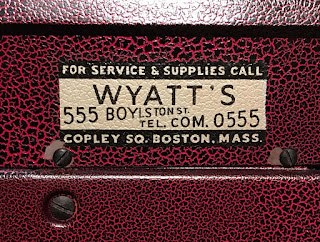 FOR SERVICE & SUPPLIES CALL
WYATT'S
555 BOYLSTON ST.
TEL. COM. 0555
COPLEY SQ. BOSTON, MASS.